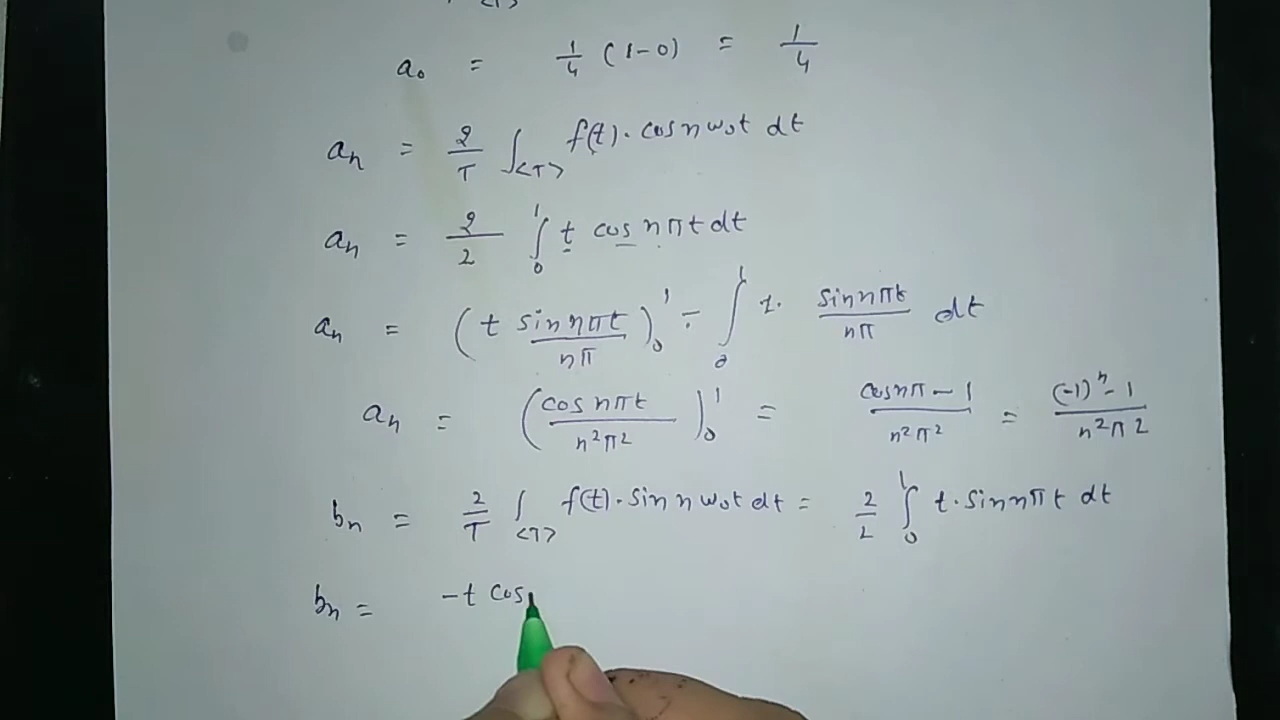 a₀ = 1/4 (1-0) = 1/4
aₙ = 2/T ∫<T> f(t). cos nω₀t dt
aₙ = 2/2 ∫₀¹ t cos nπt dt
aₙ = (t sin nπt/nπ)₀¹ - ∫₀¹ 1. sin nπt/nπ dt
aₙ = (cos nπt/n²π²)₀¹ = cos nπ - 1/n²π² = (-1)ⁿ - 1/n²π²
bₙ = 2/T ∫<T> f(t). sin nω₀t dt = 2/2 ∫₀¹ t. sin nπt dt
bₙ = -t cos